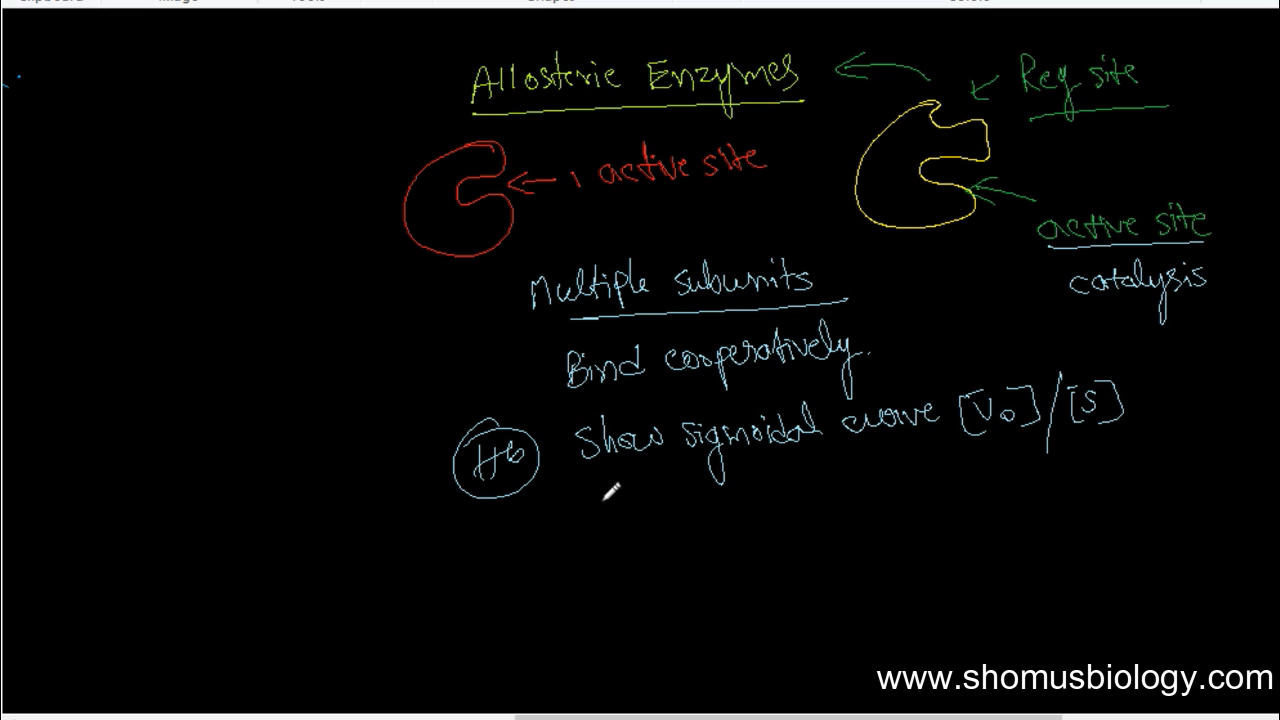 Allosteric Enzymes
Reg site
1 active site
active site
catalysis
Multiple subunits
Bind cooperatively.
Hb
Show sigmoidal curve [V₀]/[S]
www.shomusbiology.com